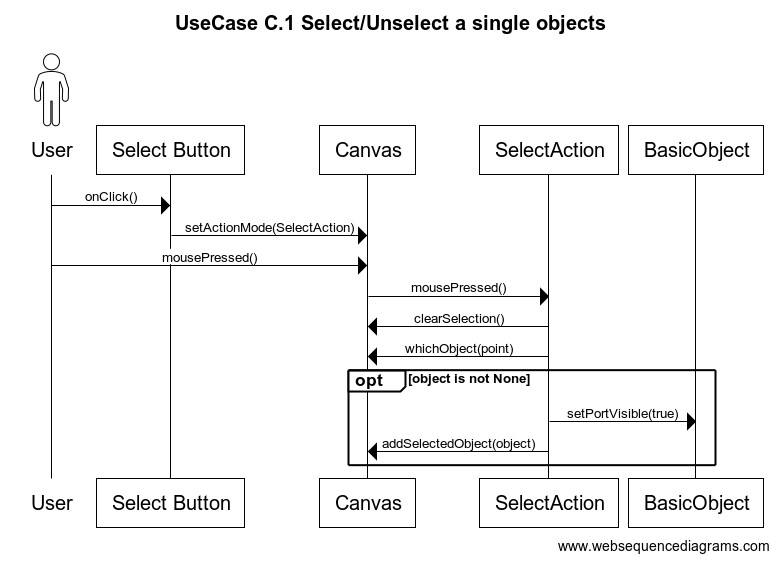 UseCase C.1 Select/Unselect a single objects
User
Select Button
Canvas
SelectAction
BasicObject
onClick()
setActionMode(SelectAction)
mousePressed()
mousePressed()
clearSelection()
whichObject(point)
opt [object is not None]
setPortVisible(true)
addSelectedObject(object)
User
Select Button
Canvas
SelectAction
BasicObject
www.websequencediagrams.com